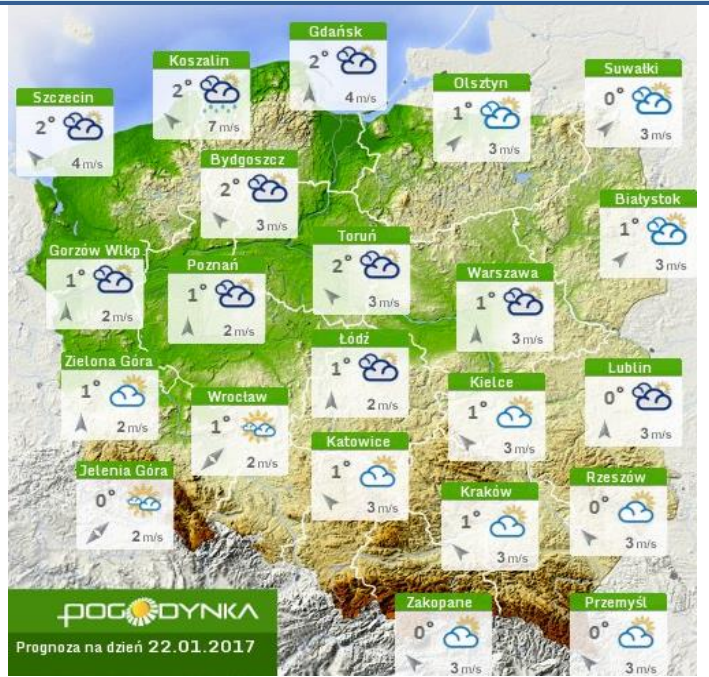 Gdańsk
2°
4 m/s
Koszalin
2°
7 m/s
Suwałki
0°
3 m/s
Olsztyn
1°
3 m/s
Szczecin
2°
4 m/s
Bydgoszcz
2°
3 m/s
Białystok
1°
3 m/s
Toruń
2°
3 m/s
Gorzów Wlkp.
1°
2 m/s
Poznań
1°
2 m/s
Warszawa
1°
3 m/s
Łódź
1°
2 m/s
Zielona Góra
1°
2 m/s
Lublin
0°
3 m/s
Kielce
1°
3 m/s
Wrocław
1°
2 m/s
Katowice
1°
3 m/s
Jelenia Góra
0°
2 m/s
Rzeszów
0°
3 m/s
Kraków
1°
3 m/s
Zakopane
0°
3 m/s
Przemyśl
0°
3 m/s
POGODYNKA
Prognoza na dzień 22.01.2017